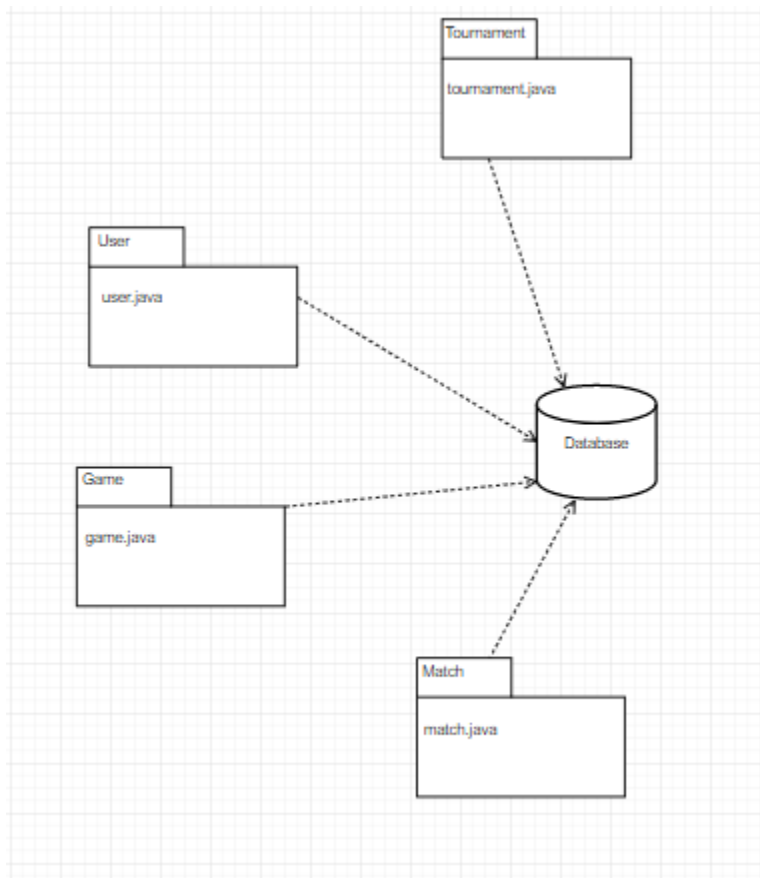 Tournament
tournament.java
User
user.java
Database
Game
game.java
Match
match.java